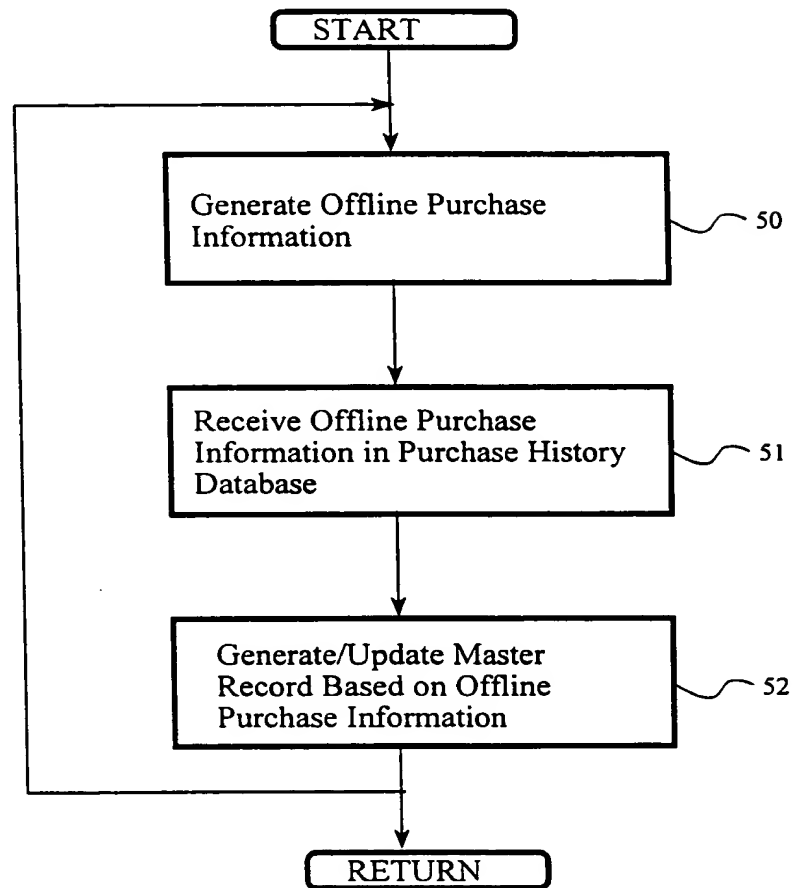 START
Generate Offline Purchase
Information
50
Receive Offline Purchase
Information in Purchase History
Database
51
Generate/Update Master
Record Based on Offline
Purchase Information
52
RETURN